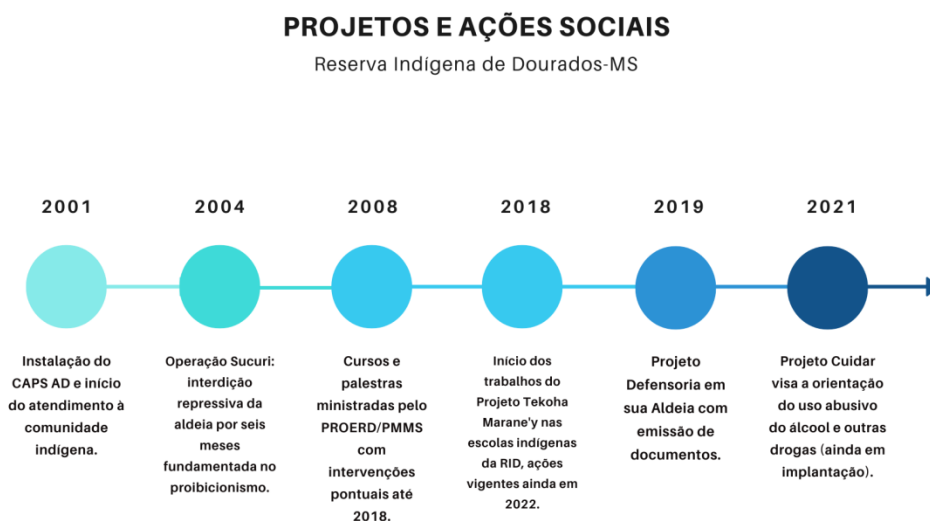 PROJETOS E AÇÕES SOCIAIS
Reserva Indígena de Dourados-MS
2001
2004
2008
2018
2019
2021
Instalação do
CAPS AD e início
do atendimento à
comunidade
indígena.
Operação Sucuri:
interdição
repressiva da
aldeia por seis
meses
fundamentada no
proibicionismo.
Cursos e
palestras
ministradas pelo
PROERD/PMMS
com
intervenções
pontuais até
2018.
Início dos
trabalhos do
Projeto Tekoha
Marane'y nas
escolas indígenas
da RID, ações
vigentes ainda em
2022.
Projeto
Defensoria em
sua Aldeia com
emissão de
documentos.
Projeto Cuidar
visa a orientação
do uso abusivo
do álcool e outras
drogas (ainda em
implantação).